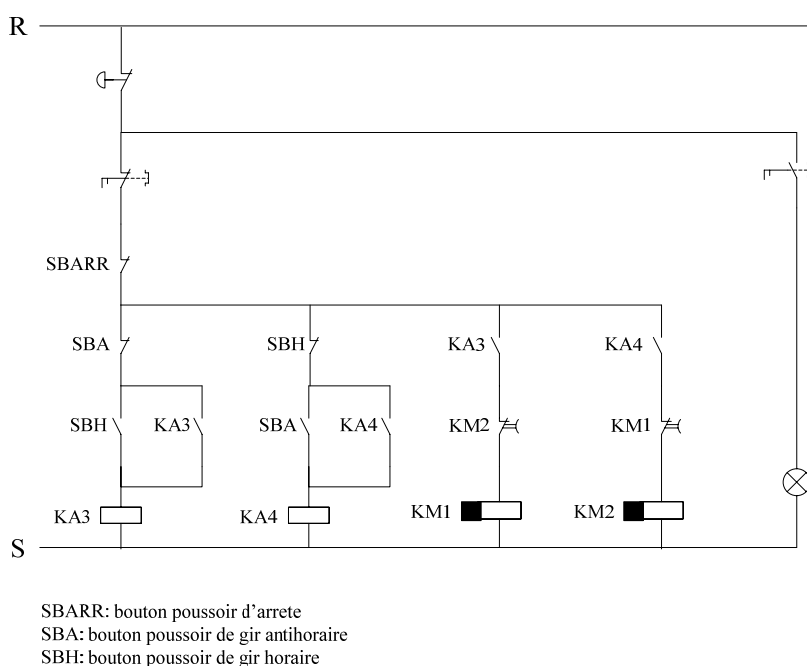 R
SBARR
SBA SBH KA3 KA4
SBH KA3 SBA KA4 KM2 KM1
KA3 KA4 KM1 KM2
S
SBARR: bouton poussoir d'arrete
SBA: bouton poussoir de gir antihoraire
SBH: bouton poussoir de gir horaire